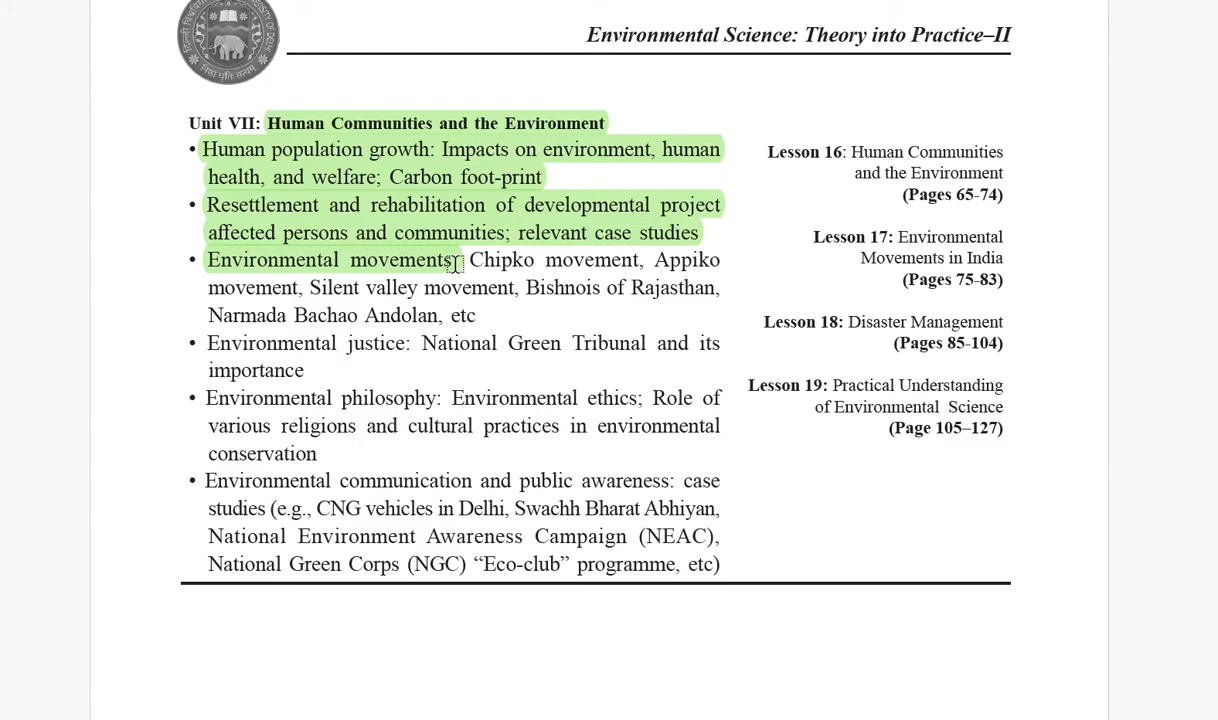 Environmental Science: Theory into Practice–II
Unit VII: Human Communities and the Environment
• Human population growth: Impacts on environment, human
health, and welfare; Carbon foot-print
• Resettlement and rehabilitation of developmental project
affected persons and communities; relevant case studies
• Environmental movements: Chipko movement, Appiko
movement, Silent valley movement, Bishnois of Rajasthan,
Narmada Bachao Andolan, etc
• Environmental justice: National Green Tribunal and its
importance
• Environmental philosophy: Environmental ethics; Role of
various religions and cultural practices in environmental
conservation
• Environmental communication and public awareness: case
studies (e.g., CNG vehicles in Delhi, Swachh Bharat Abhiyan,
National Environment Awareness Campaign (NEAC),
National Green Corps (NGC) “Eco-club” programme, etc)
Lesson 16: Human Communities
and the Environment
(Pages 65-74)
Lesson 17: Environmental
Movements in India
(Pages 75-83)
Lesson 18: Disaster Management
(Pages 85-104)
Lesson 19: Practical Understanding
of Environmental Science
(Page 105–127)